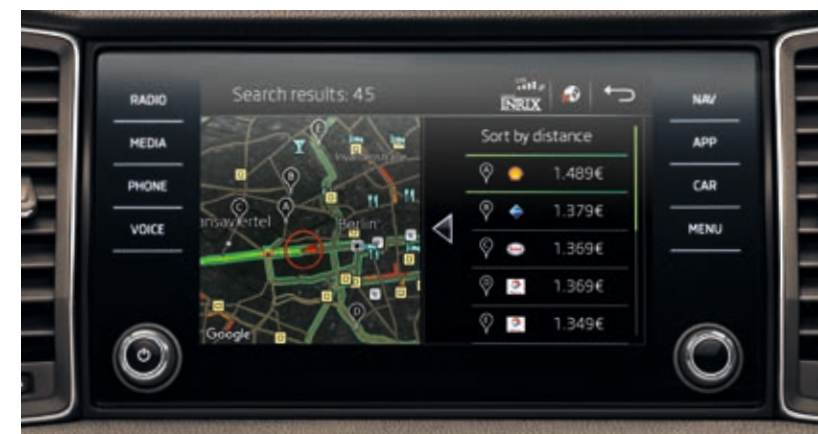 Search results: 45
INRIX
RADIO
MEDIA
PHONE
VOICE
E
B
C
A
D
Berlin
Google
Sort by distance
A 1.489€
B 1.379€
C 1.369€
D 1.369€
E 1.349€
NAV
APP
CAR
MENU